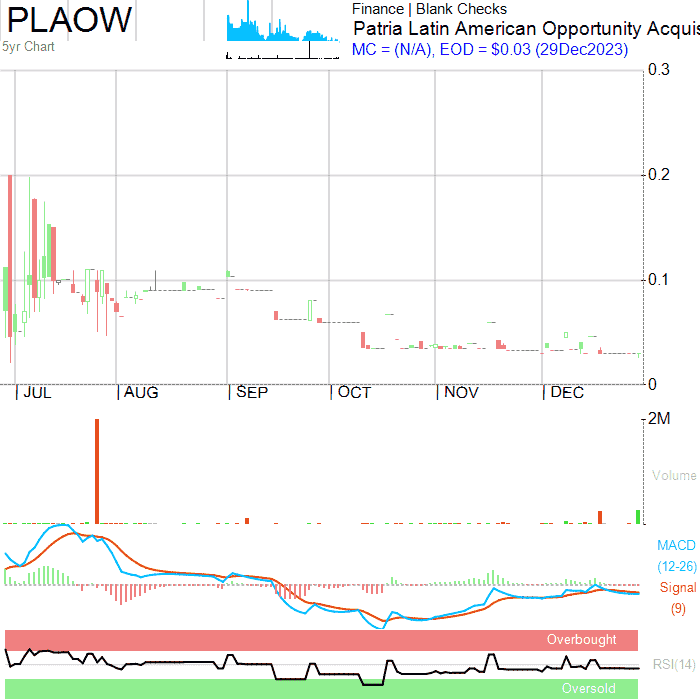 PLAOW
5yr Chart
Finance | Blank Checks
Patria Latin American Opportunity Acquis
MC = (N/A), EOD = $0.03 (29Dec2023)
0.3
0.2
0.1
0
JUL AUG SEP OCT NOV DEC
2M
Volume
MACD
(12-26)
Signal
(9)
Overbought
RSI(14)
Oversold